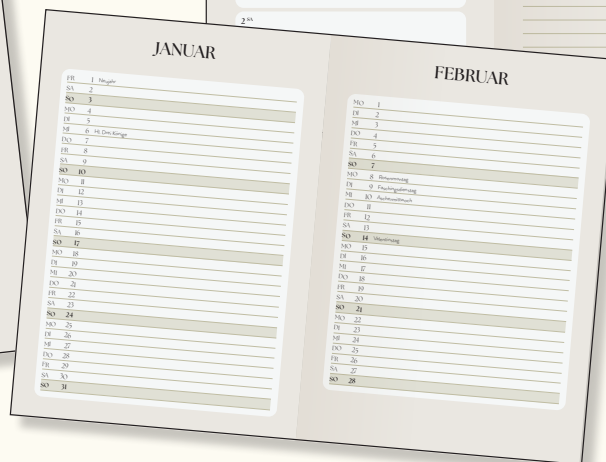 2 SA
JANUAR
FR 1 Neujahr
SA 2
SO 3
MO 4
DI 5
MI 6 Hl. Drei Könige
DO 7
FR 8
SA 9
SO 10
MO 11
DI 12
MI 13
DO 14
FR 15
SA 16
SO 17
MO 18
DI 19
MI 20
DO 21
FR 22
SA 23
SO 24
MO 25
DI 26
MI 27
DO 28
FR 29
SA 30
SO 31
FEBRUAR
MO 1
DI 2
MI 3
DO 4
FR 5
SA 6
SO 7
MO 8 Rosenmontag
DI 9 Faschingsdienstag
MI 10 Aschermittwoch
DO 11
FR 12
SA 13
SO 14 Valentinstag
MO 15
DI 16
MI 17
DO 18
FR 19
SA 20
SO 21
MO 22
DI 23
MI 24
DO 25
FR 26
SA 27
SO 28